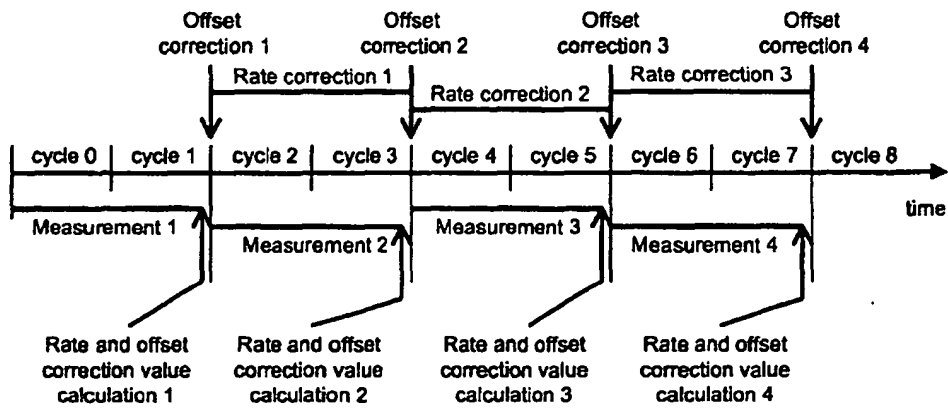 Offset correction 1
Offset correction 2
Offset correction 3
Offset correction 4
Rate correction 1
Rate correction 2
Rate correction 3
cycle 0
cycle 1
cycle 2
cycle 3
cycle 4
cycle 5
cycle 6
cycle 7
cycle 8
time
Measurement 1
Measurement 2
Measurement 3
Measurement 4
Rate and offset
correction value
calculation 1
Rate and offset
correction value
calculation 2
Rate and offset
correction value
calculation 3
Rate and offset
correction value
calculation 4